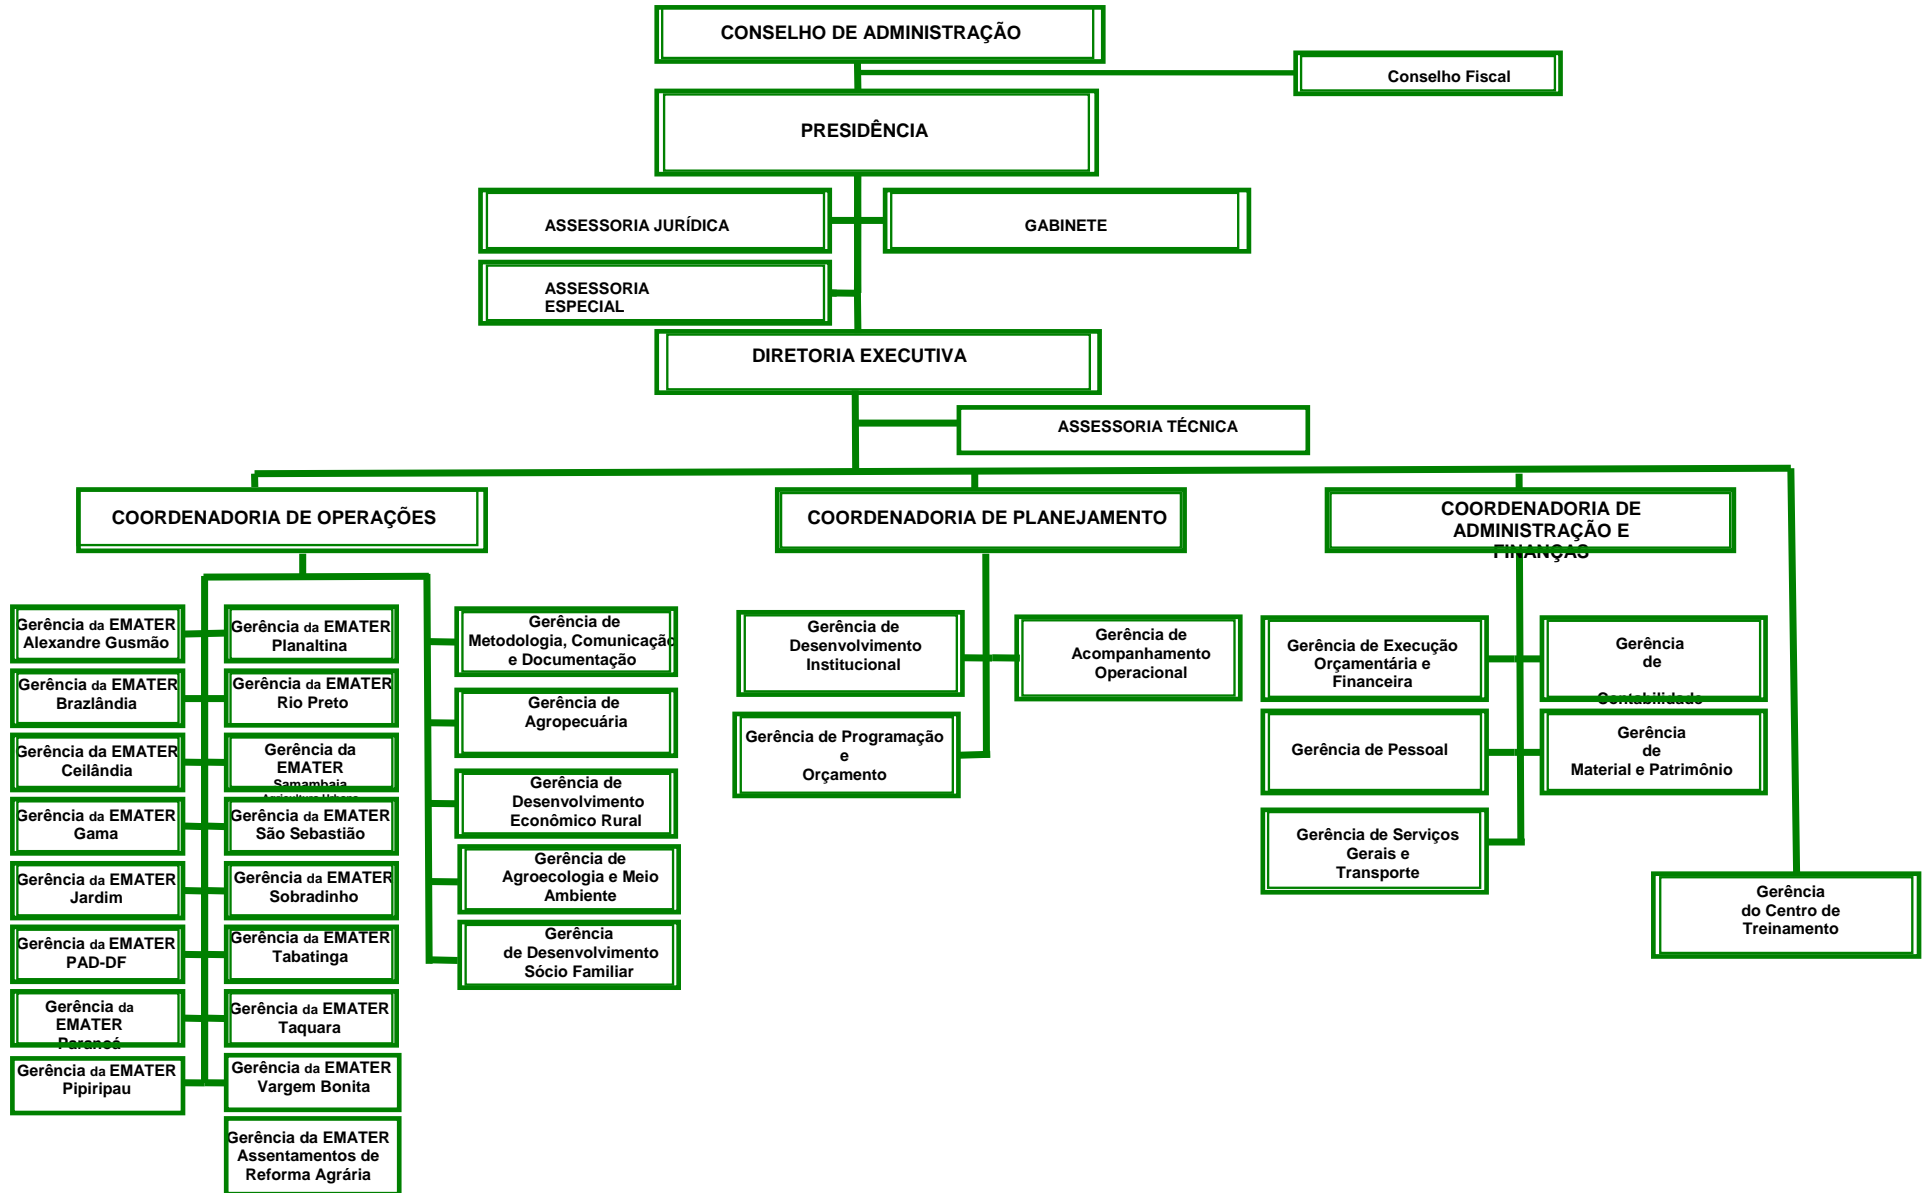 CONSELHO DE ADMINISTRAÇÃO
Conselho Fiscal
PRESIDÊNCIA
ASSESSORIA JURÍDICA
GABINETE
ASSESSORIA
ESPECIAL
DIRETORIA EXECUTIVA
ASSESSORIA TÉCNICA
COORDENADORIA DE OPERAÇÕES
COORDENADORIA DE PLANEJAMENTO
COORDENADORIA DE
ADMINISTRAÇÃO E
FINANÇAS
Gerência da EMATER
Alexandre Gusmão
Gerência da EMATER
Brazlândia
Gerência da EMATER
Ceilândia
Gerência da EMATER
Gama
Gerência da EMATER
Jardim
Gerência da EMATER
PAD-DF
Gerência da
EMATER
Paranoá
Gerência da EMATER
Pipiripau
Gerência da EMATER
Planaltina
Gerência da EMATER
Rio Preto
Gerência da
EMATER
Samambaia
Agricultura Urbana
Gerência da EMATER
São Sebastião
Gerência da EMATER
Sobradinho
Gerência da EMATER
Tabatinga
Gerência da EMATER
Taquara
Gerência da EMATER
Vargem Bonita
Gerência da EMATER
Assentamentos de
Reforma Agrária
Gerência de
Metodologia, Comunicação
e Documentação
Gerência de
Agropecuária
Gerência de
Desenvolvimento
Econômico Rural
Gerência de
Agroecologia e Meio
Ambiente
Gerência
de Desenvolvimento
Sócio Familiar
Gerência de
Desenvolvimento
Institucional
Gerência de
Acompanhamento
Operacional
Gerência de Programação
e
Orçamento
Gerência de Execução
Orçamentária e
Financeira
Gerência
de
Contabilidade
Gerência de Pessoal
Gerência
de
Material e Patrimônio
Gerência de Serviços
Gerais e
Transporte
Gerência
do Centro de
Treinamento